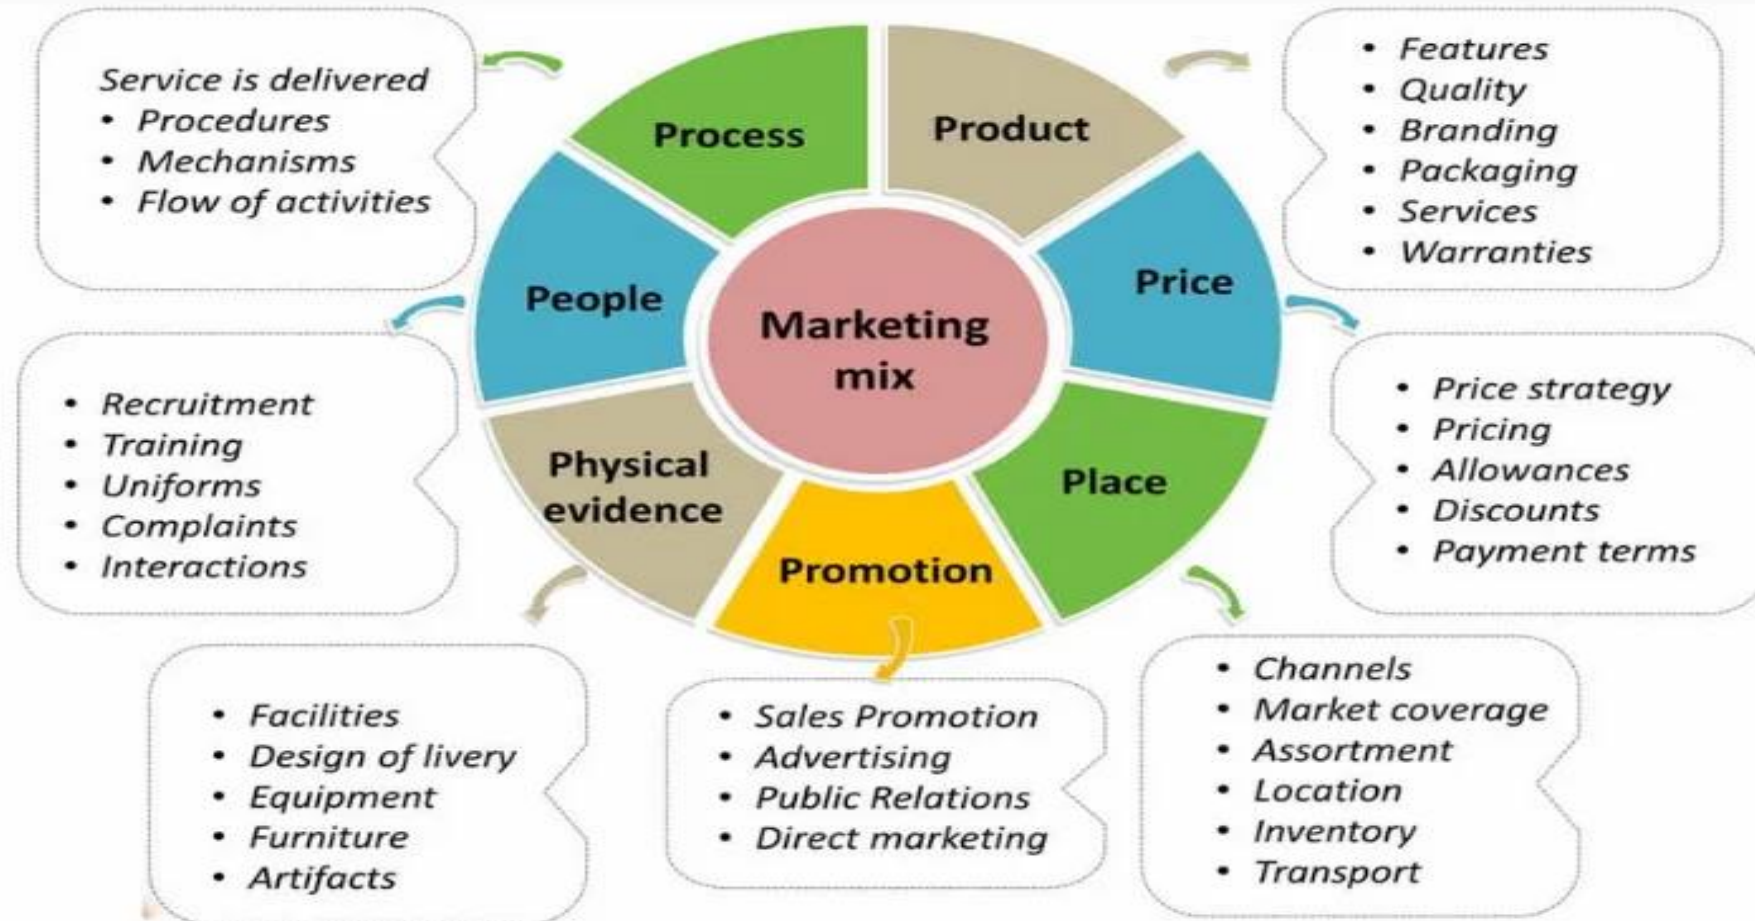 Service is delivered
• Procedures
• Mechanisms
• Flow of activities
Process
Product
• Features
• Quality
• Branding
• Packaging
• Services
• Warranties
People
Marketing
mix
Price
• Recruitment
• Training
• Uniforms
• Complaints
• Interactions
Physical
evidence
Promotion
Place
• Price strategy
• Pricing
• Allowances
• Discounts
• Payment terms
• Facilities
• Design of livery
• Equipment
• Furniture
• Artifacts
• Sales Promotion
• Advertising
• Public Relations
• Direct marketing
• Channels
• Market coverage
• Assortment
• Location
• Inventory
• Transport